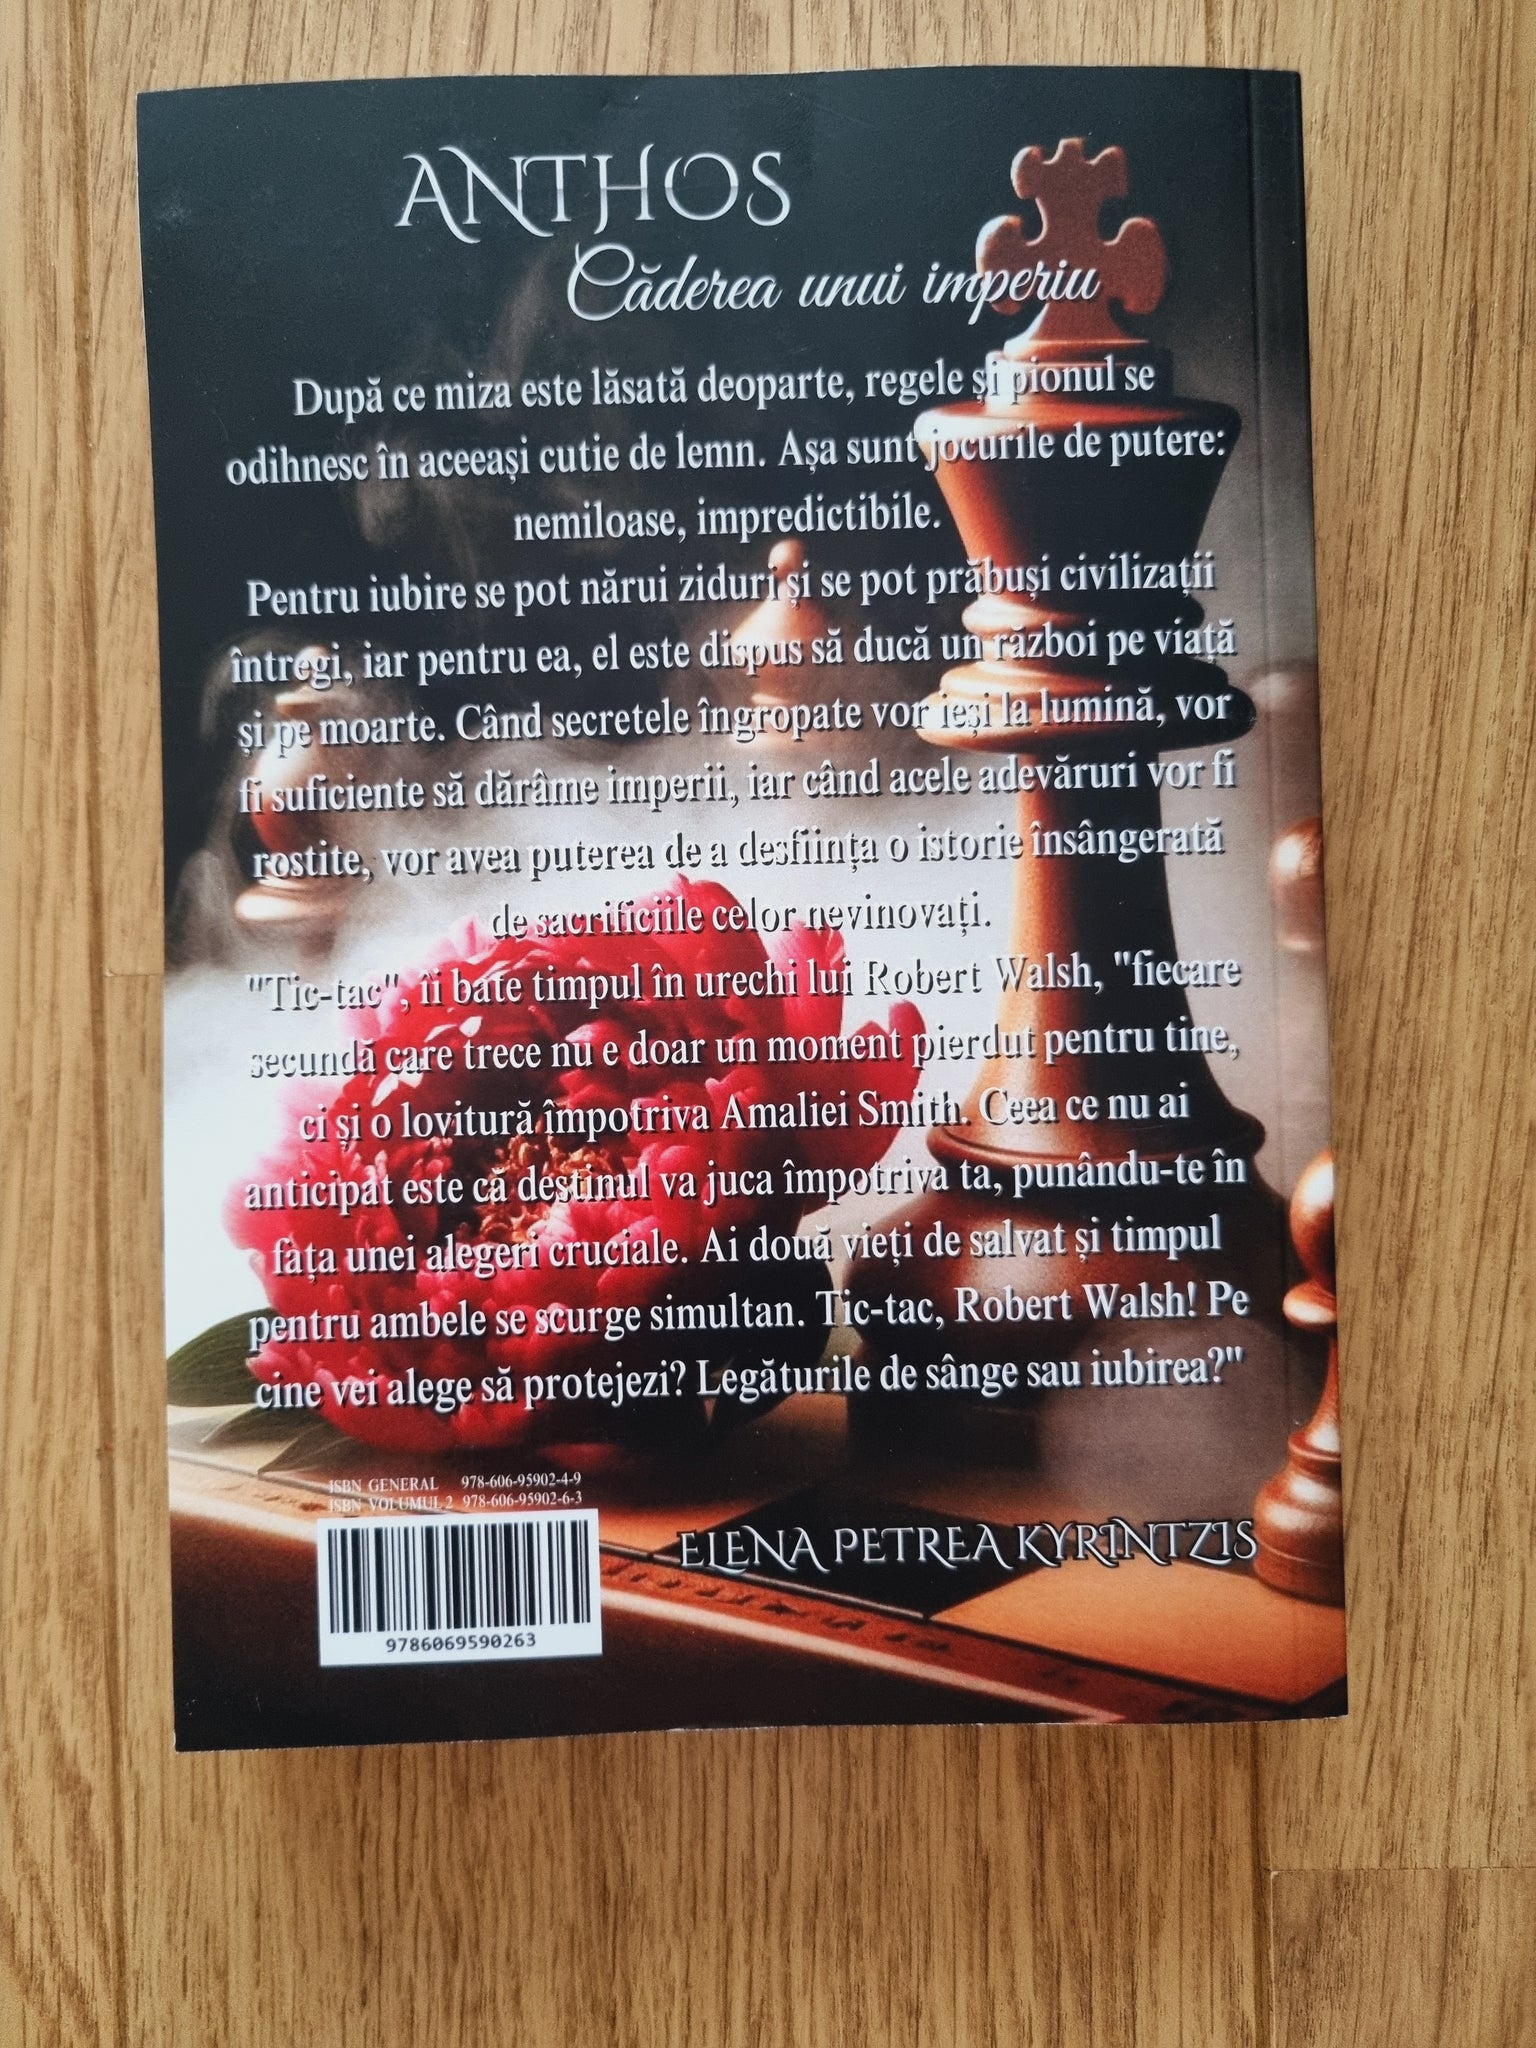 ANTHOS
Căderea unui imperiu
După ce miza este lăsată deoparte, regele și pionul se
odihnesc în aceeași cutie de lemn. Așa sunt jocurile de putere:
nemiloase, impredictibile.
Pentru iubire se pot nărui ziduri și se pot prăbuși civilizații
întregi, iar pentru ea, el este dispus să ducă un război pe viață
și pe moarte. Când secretele îngropate vor ieși la lumină, vor
fi suficiente să dărâme imperii, iar când acele adevăruri vor fi
rostite, vor avea puterea de a desființa o istorie însângerată
de sacrificiile celor nevinovați.
"Tic-tac", îi bate timpul în urechi lui Robert Walsh, "fiecare
secundă care trece nu e doar un moment pierdut pentru tine,
ci și o lovitură împotriva Amaliei Smith. Ceea ce nu ai
anticipat este că destinul va juca împotriva ta, punându-te în
fața unei alegeri cruciale. Ai două vieți de salvat și timpul
pentru ambele se scurge simultan. Tic-tac, Robert Walsh! Pe
cine vei alege să protejezi? Legăturile de sânge sau iubirea?"
ISBN GENERAL 978-606-95902-4-9
ISBN VOLUMUL 2 978-606-95902-6-3
ELENA PETREA KYRINTZIS
9786069590263